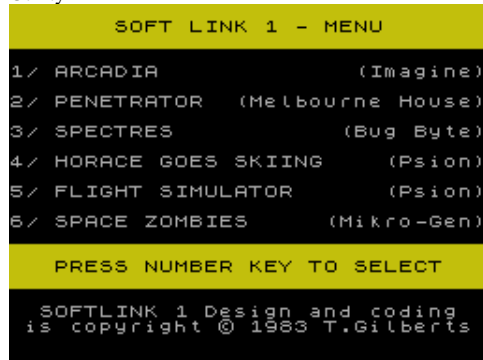 SOFT LINK 1 - MENU
1/ ARCADIA (Imagine)
2/ PENETRATOR (Melbourne House)
3/ SPECTRES (Bug Byte)
4/ HORACE GOES SKIING (Psion)
5/ FLIGHT SIMULATOR (Psion)
6/ SPACE ZOMBIES (Mikro-Gen)
PRESS NUMBER KEY TO SELECT
SOFTLINK 1 Design and coding
is copyright © 1983 T.Gilberts